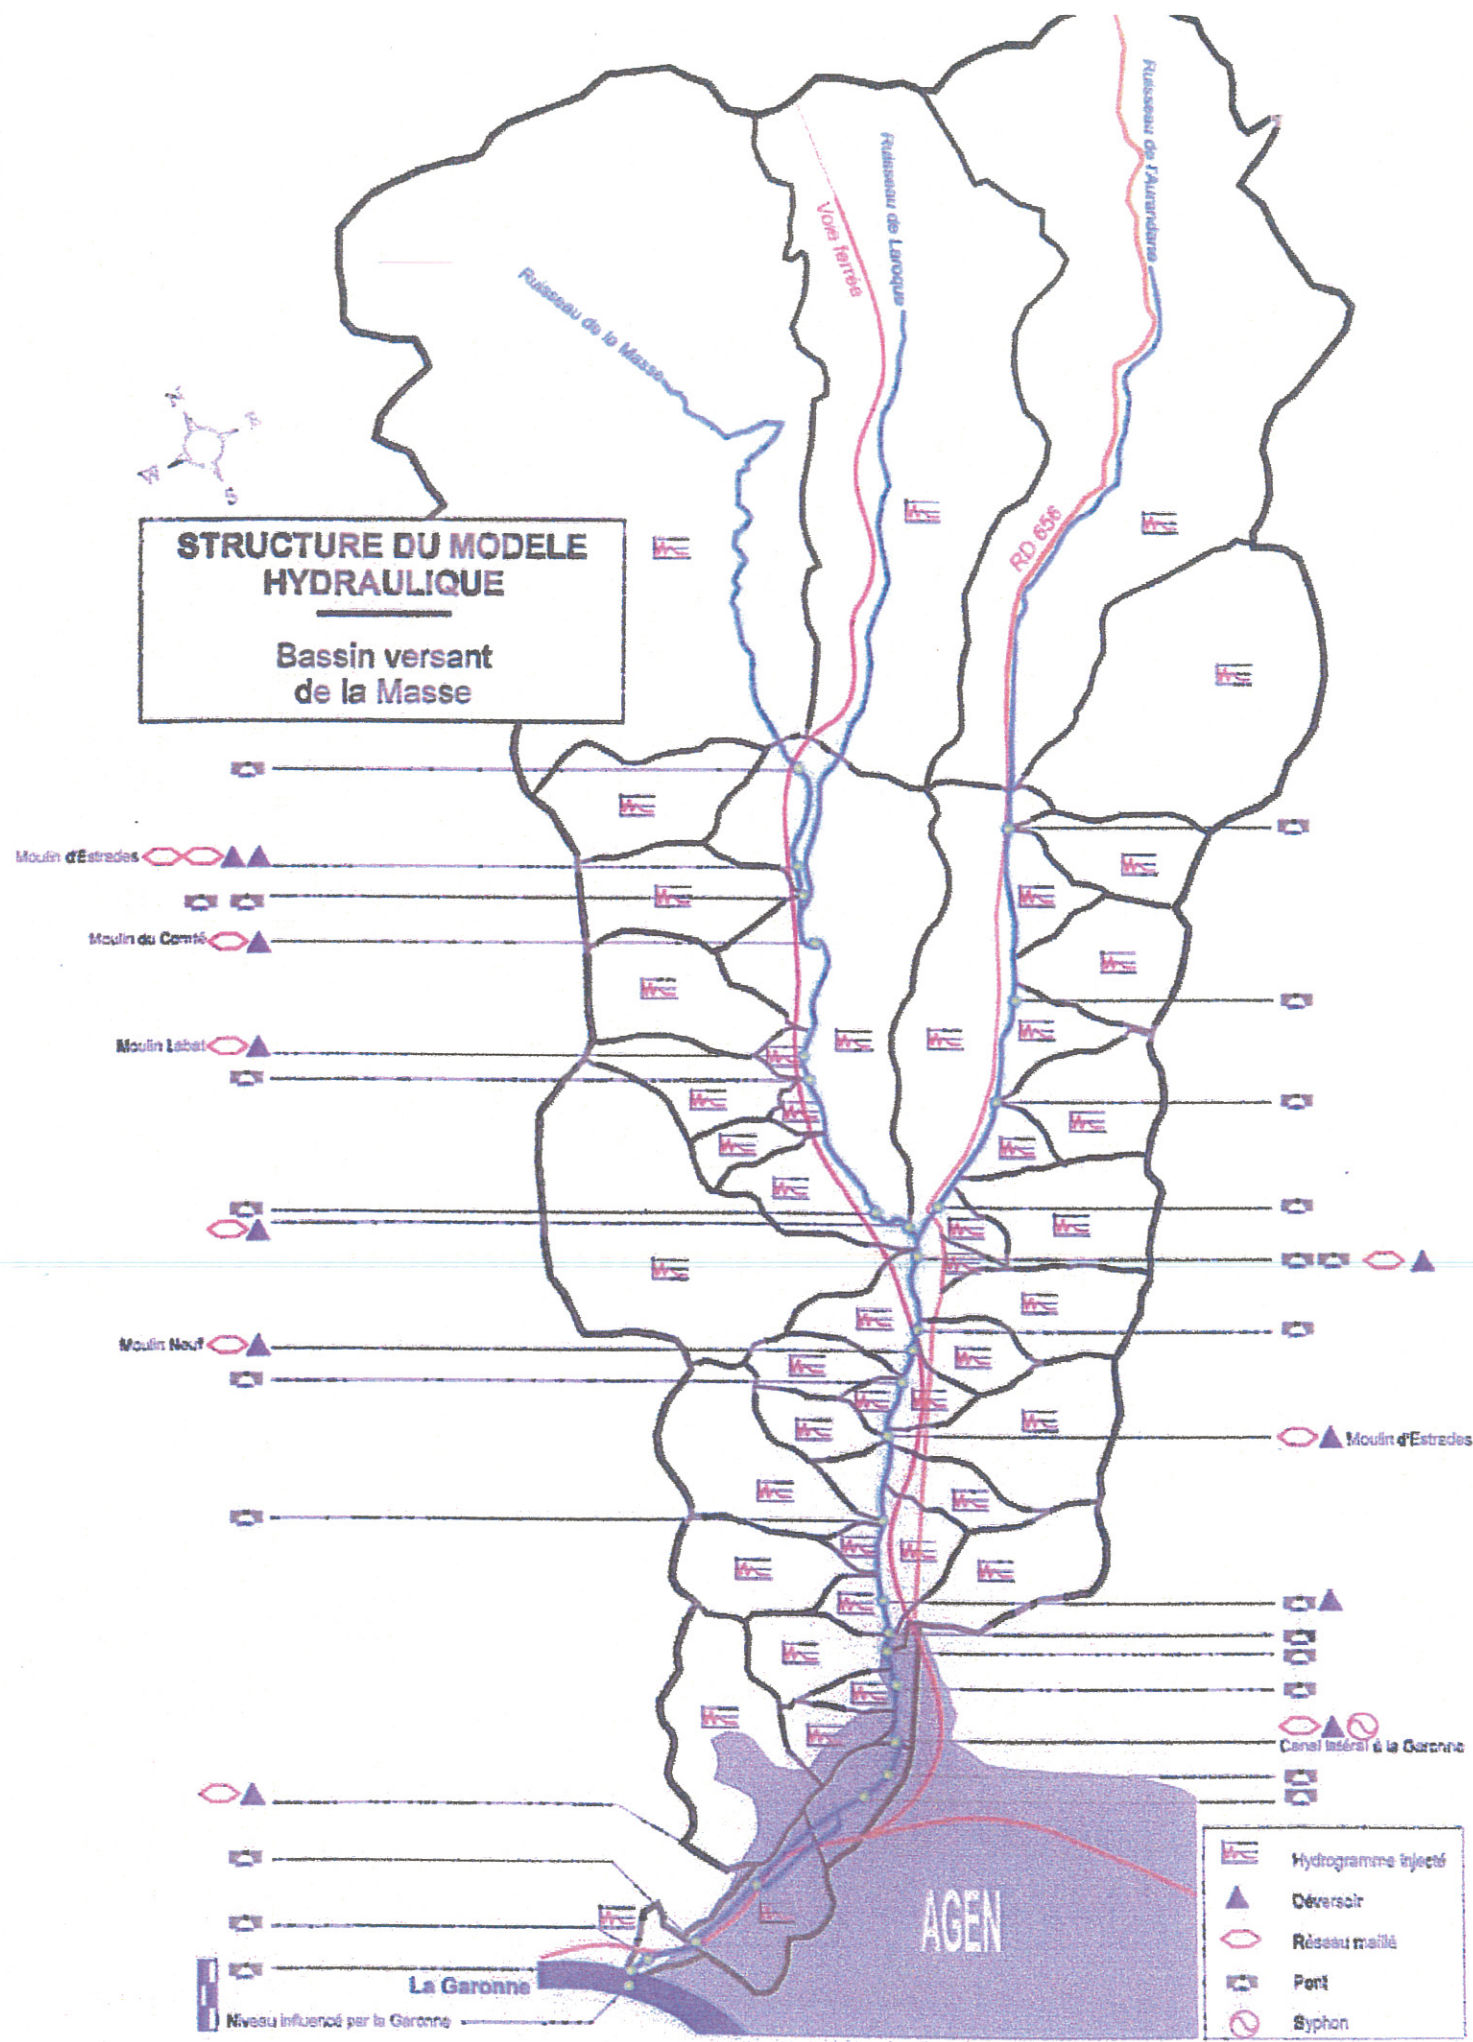 Ruisseau de l'Aurandane
Ruisseau de Laroque
Voie ferrée
Ruisseau de la Masse
N
E
W
S
RD 656
STRUCTURE DU MODELE
HYDRAULIQUE
Bassin versant
de la Masse
Moulin d'Estrades
Moulin du Comté
Moulin Labat
Moulin Neuf
Moulin d'Estrades
Canal latéral à la Garonne
AGEN
La Garonne
Niveau influencé par la Garonne
Hydrogramme injecté
Déversoir
Réseau maillé
Pont
Syphon